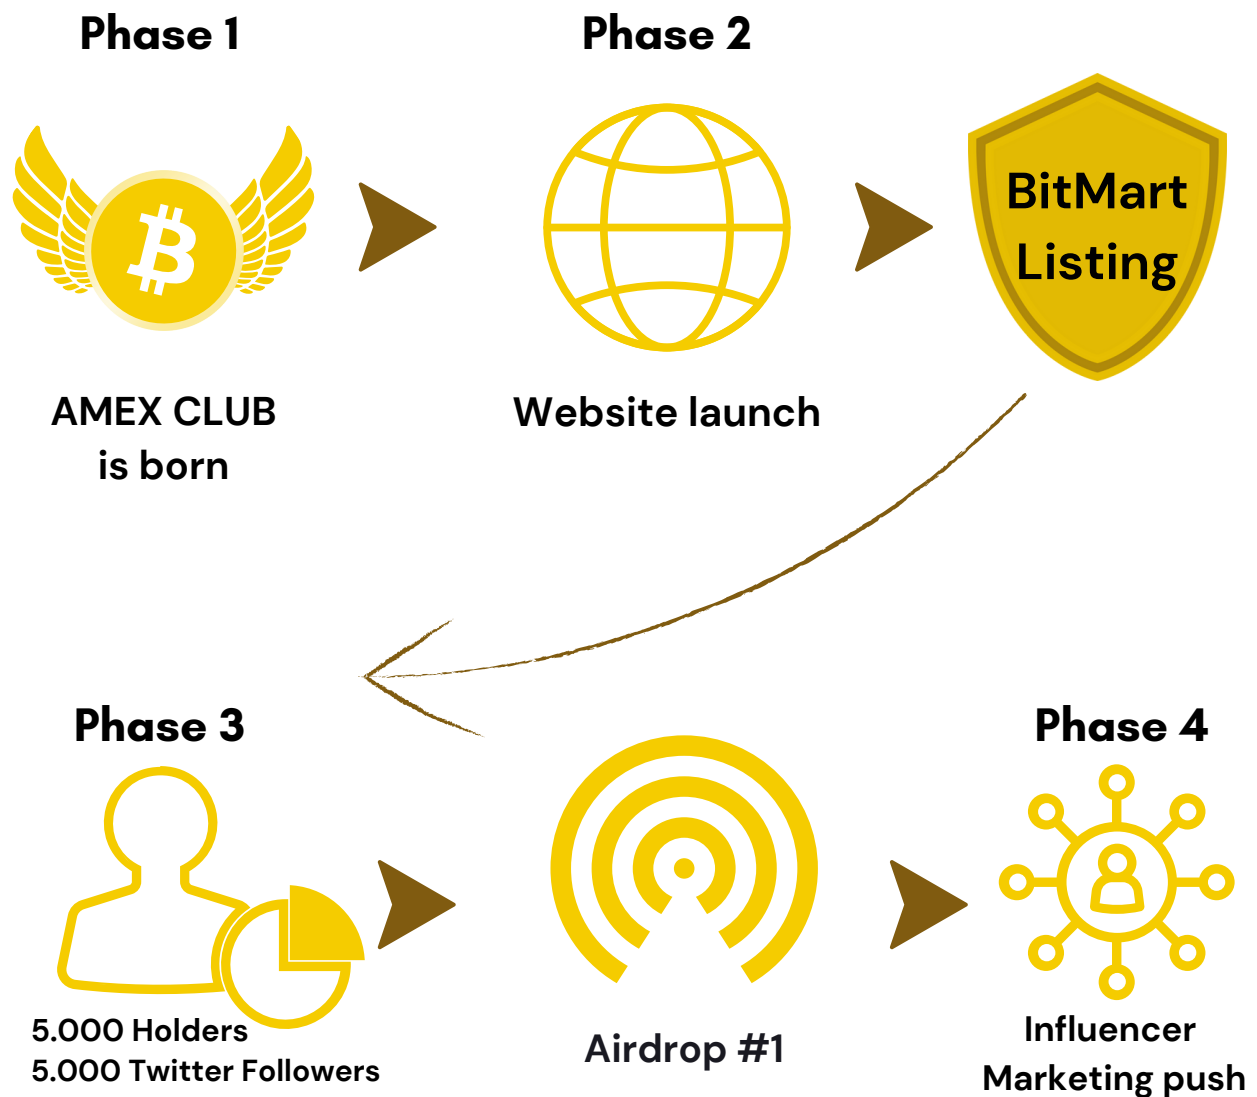 Phase 1
AMEX CLUB
is born
Phase 2
Website launch
BitMart
Listing
Phase 3
5.000 Holders
5.000 Twitter Followers
Airdrop #1
Phase 4
Influencer
Marketing push